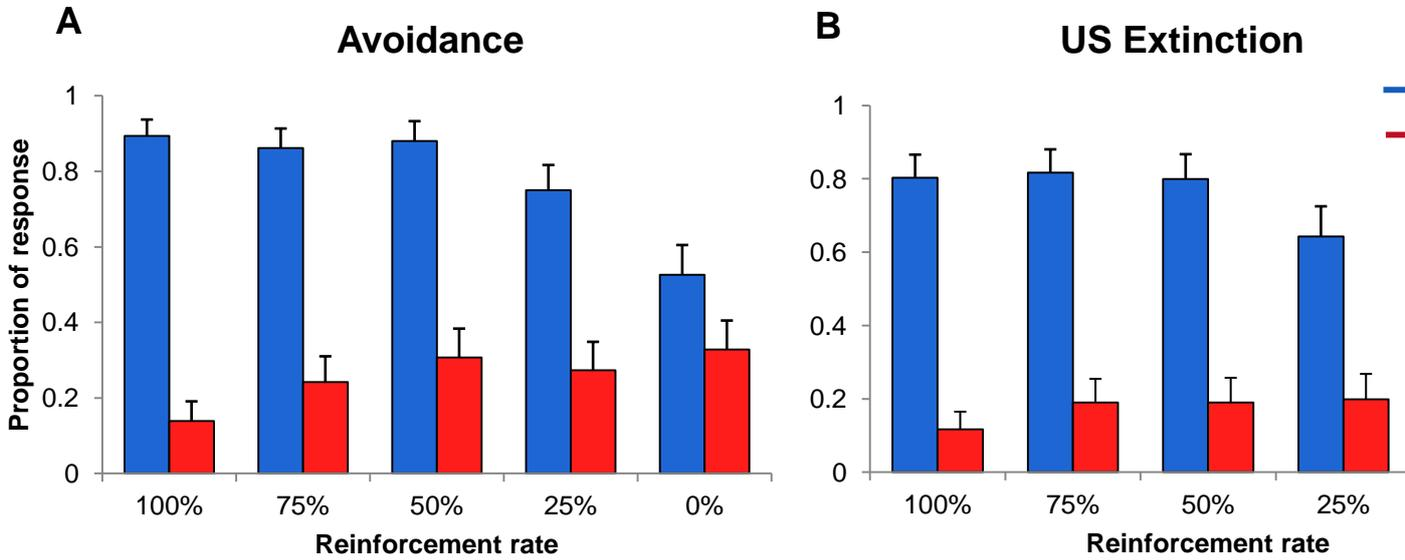 A
Avoidance
1
0.8
0.6
0.4
0.2
0
Proportion of response
100% 75% 50% 25% 0%
Reinforcement rate
B
US Extinction
1
0.8
0.6
0.4
0.2
0
100% 75% 50% 25%
Reinforcement rate